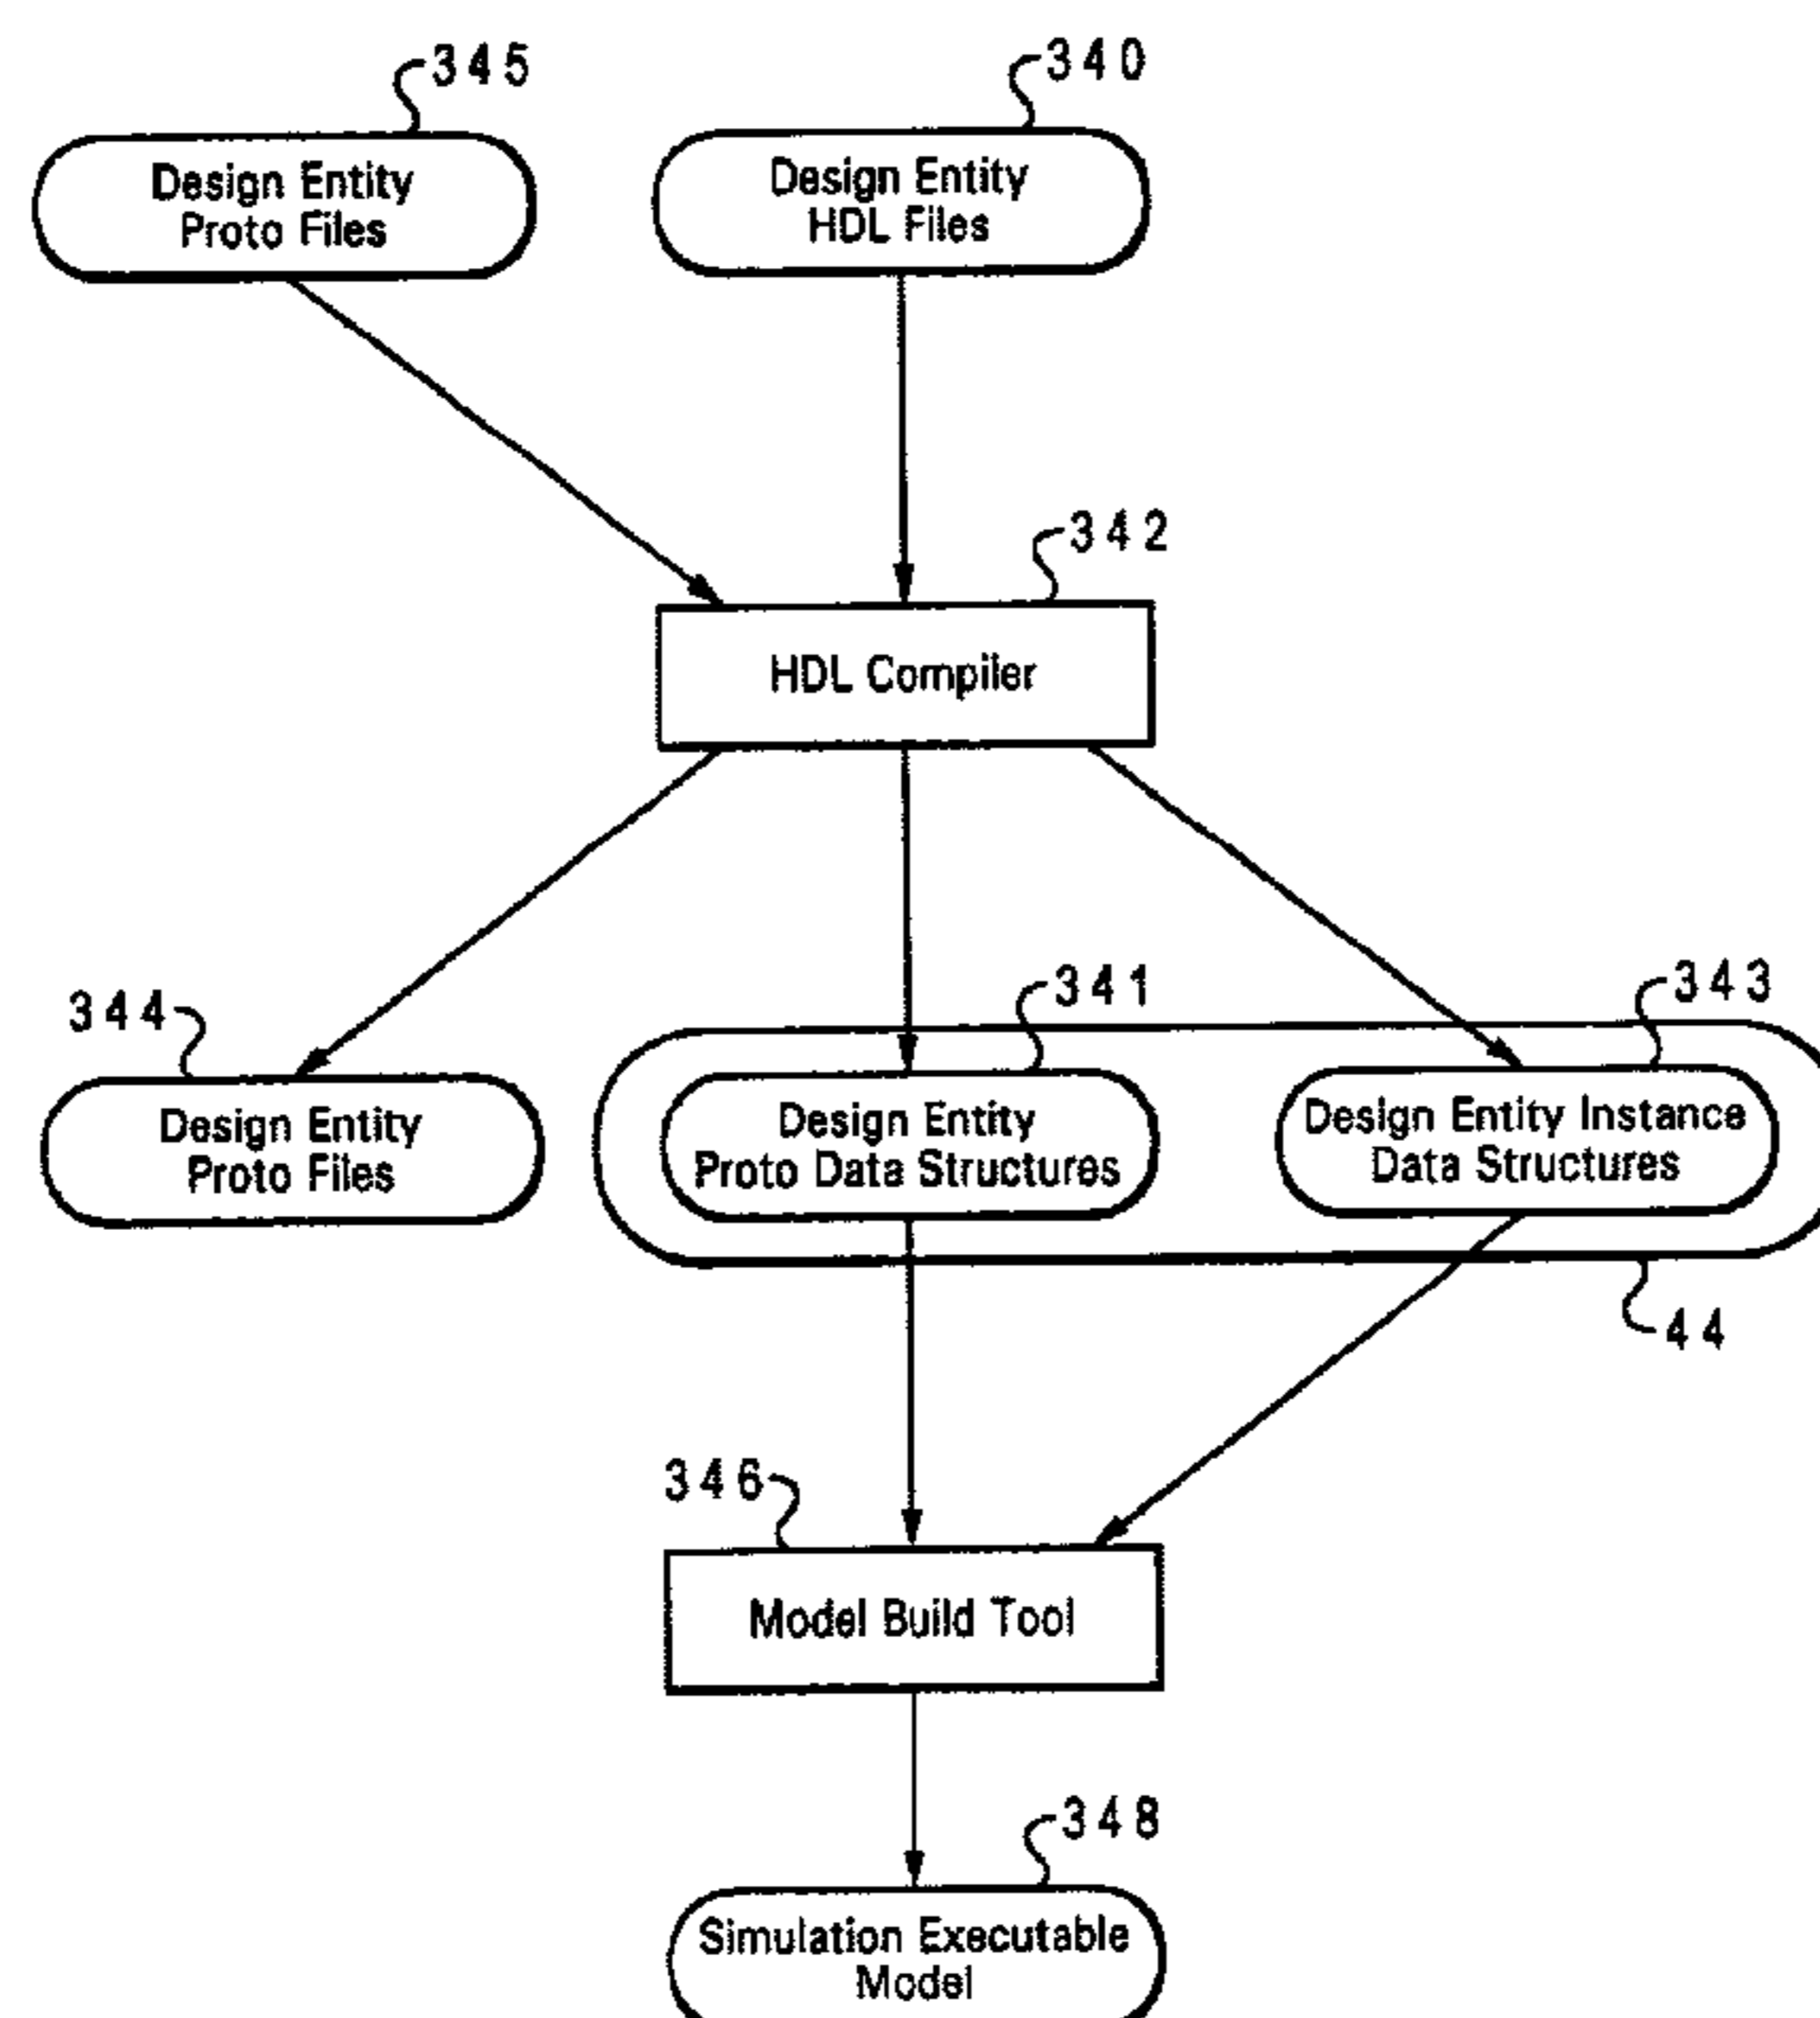 345
340
Design Entity
Proto Files
Design Entity
HDL Files
342
HDL Compiler
344
341
343
Design Entity
Proto Files
Design Entity
Proto Data Structures
Design Entity Instance
Data Structures
44
346
Model Build Tool
348
Simulation Executable
Model